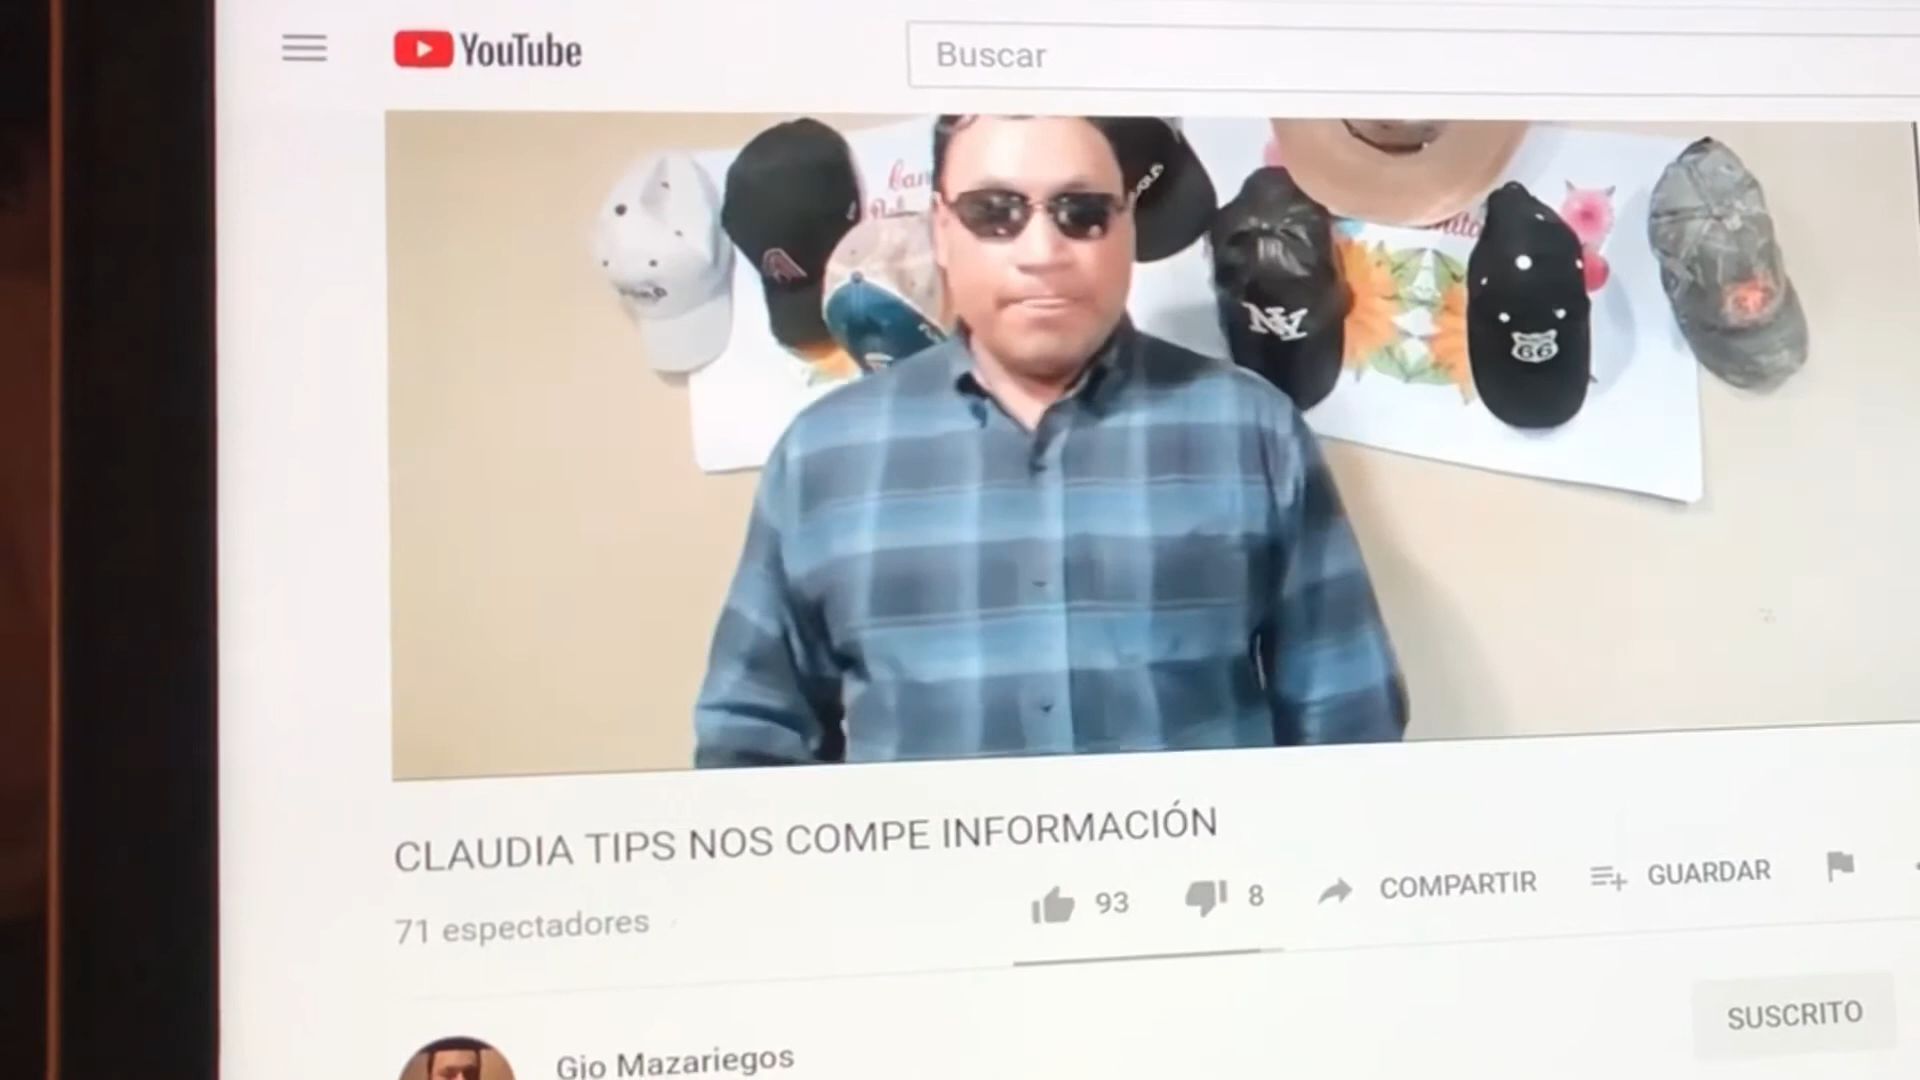 YouTube
Buscar
NY
66
CLAUDIA TIPS NOS COMPE INFORMACIÓN
71 espectadores
93
8
COMPARTIR
GUARDAR
SUSCRITO
Gio Mazariegos